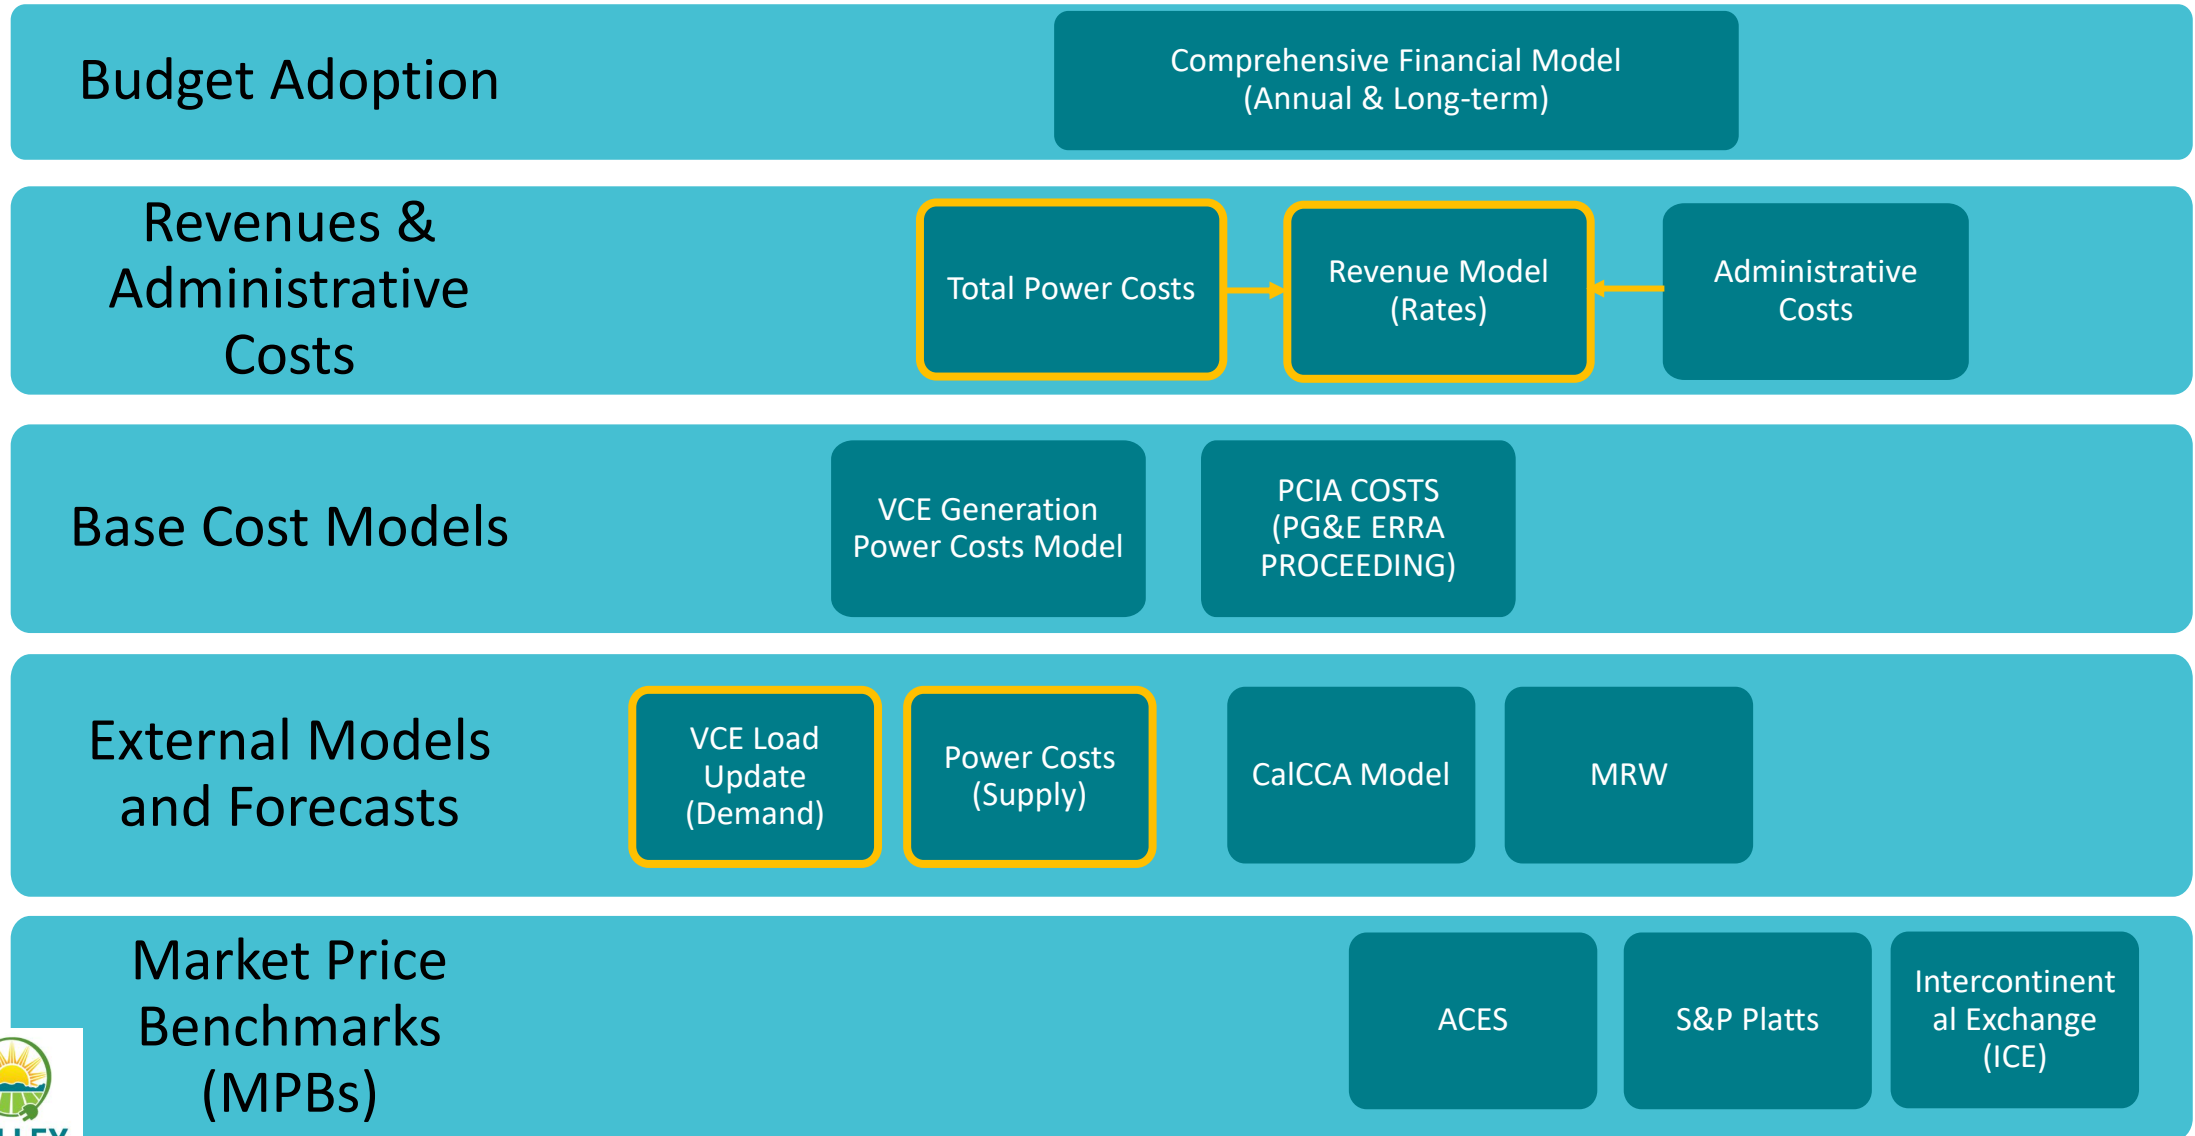 Budget Adoption
Comprehensive Financial Model
(Annual & Long-term)
Revenues &
Administrative
Costs
Total Power Costs
Revenue Model
(Rates)
Administrative
Costs
Base Cost Models
VCE Generation
Power Costs Model
PCIA COSTS
(PG&E ERRA
PROCEEDING)
External Models
and Forecasts
VCE Load
Update
(Demand)
Power Costs
(Supply)
CalCCA Model
MRW
Market Price
Benchmarks
(MPBs)
ACES
S&P Platts
Intercontinent
al Exchange
(ICE)